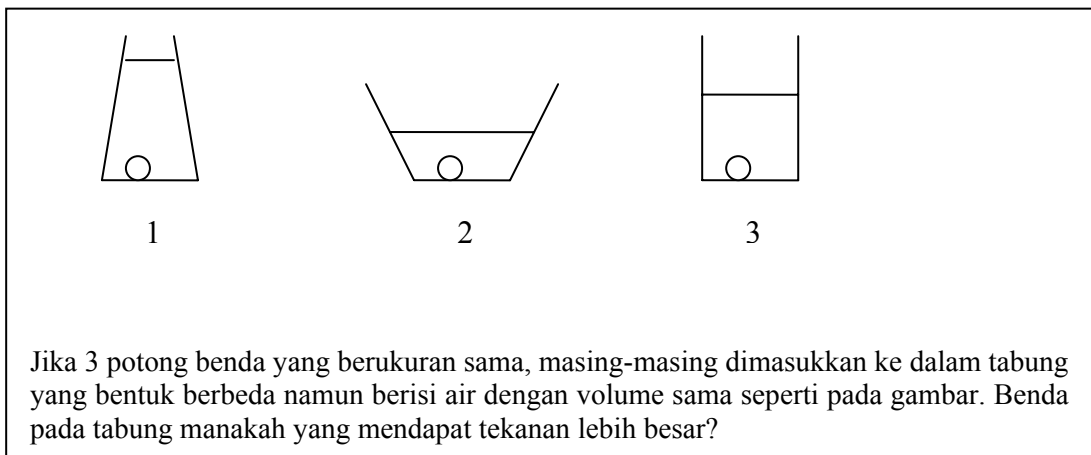 1 2 3
Jika 3 potong benda yang berukuran sama, masing-masing dimasukkan ke dalam tabung
yang bentuk berbeda namun berisi air dengan volume sama seperti pada gambar. Benda
pada tabung manakah yang mendapat tekanan lebih besar?